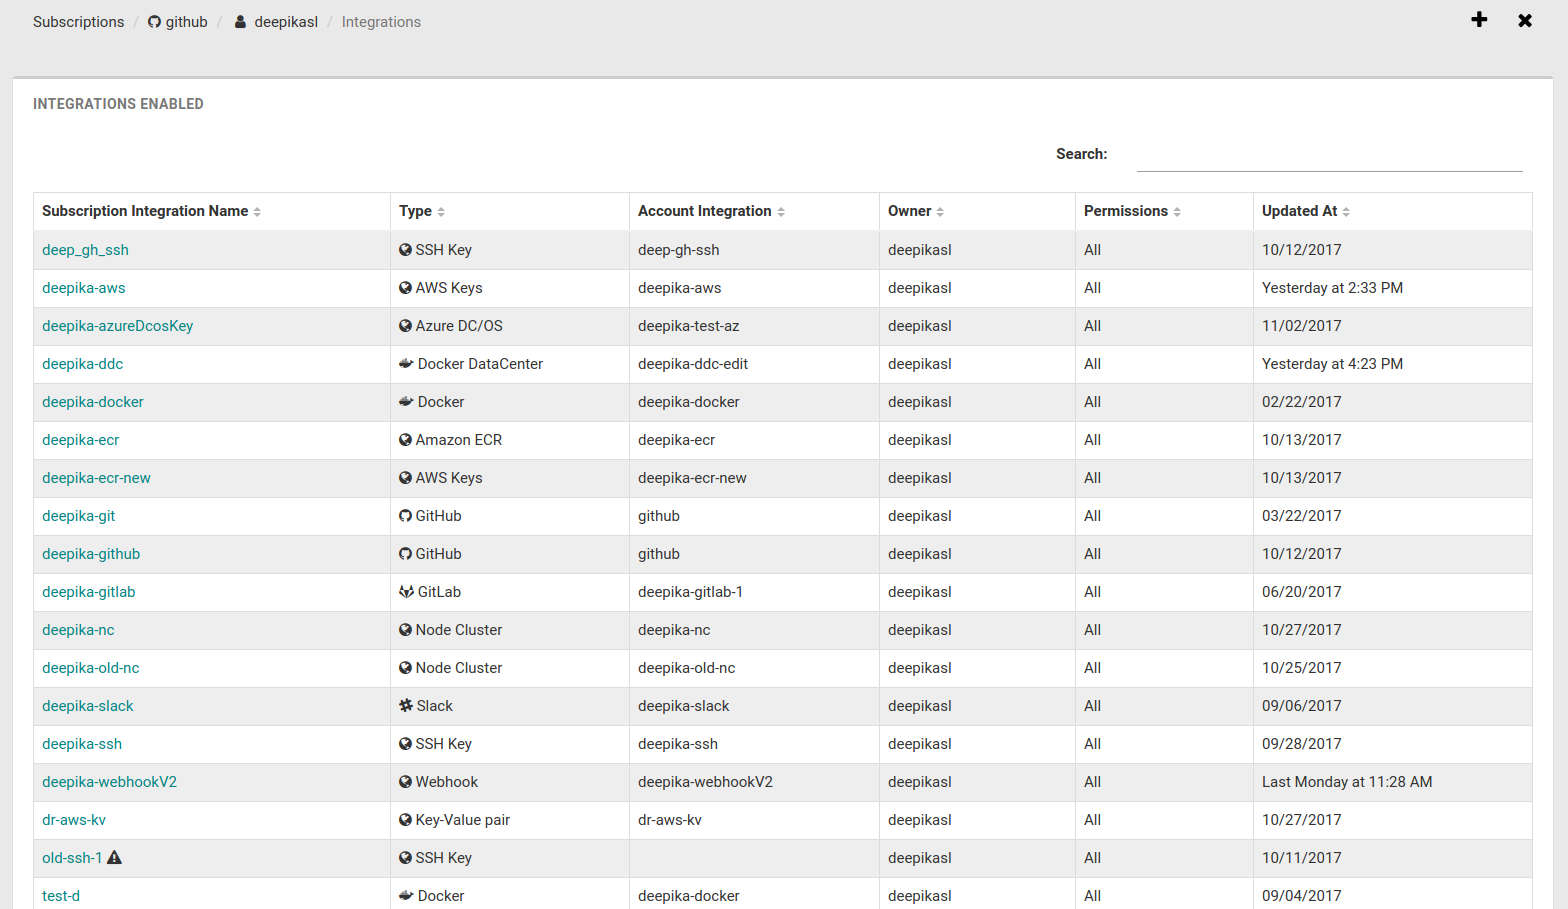 Subscriptions / github / deepikasl / Integrations
INTEGRATIONS ENABLED
Search:
Subscription Integration Name Type Account Integration Owner Permissions Updated At
deep_gh_ssh SSH Key deep-gh-ssh deepikasl All 10/12/2017
deepika-aws AWS Keys deepika-aws deepikasl All Yesterday at 2:33 PM
deepika-azureDcosKey Azure DC/OS deepika-test-az deepikasl All 11/02/2017
deepika-ddc Docker DataCenter deepika-ddc-edit deepikasl All Yesterday at 4:23 PM
deepika-docker Docker deepika-docker deepikasl All 02/22/2017
deepika-ecr Amazon ECR deepika-ecr deepikasl All 10/13/2017
deepika-ecr-new AWS Keys deepika-ecr-new deepikasl All 10/13/2017
deepika-git GitHub github deepikasl All 03/22/2017
deepika-github GitHub github deepikasl All 10/12/2017
deepika-gitlab GitLab deepika-gitlab-1 deepikasl All 06/20/2017
deepika-nc Node Cluster deepika-nc deepikasl All 10/27/2017
deepika-old-nc Node Cluster deepika-old-nc deepikasl All 10/25/2017
deepika-slack Slack deepika-slack deepikasl All 09/06/2017
deepika-ssh SSH Key deepika-ssh deepikasl All 09/28/2017
deepika-webhookV2 Webhook deepika-webhookV2 deepikasl All Last Monday at 11:28 AM
dr-aws-kv Key-Value pair dr-aws-kv deepikasl All 10/27/2017
old-ssh-1 SSH Key deepikasl All 10/11/2017
test-d Docker deepika-docker deepikasl All 09/04/2017